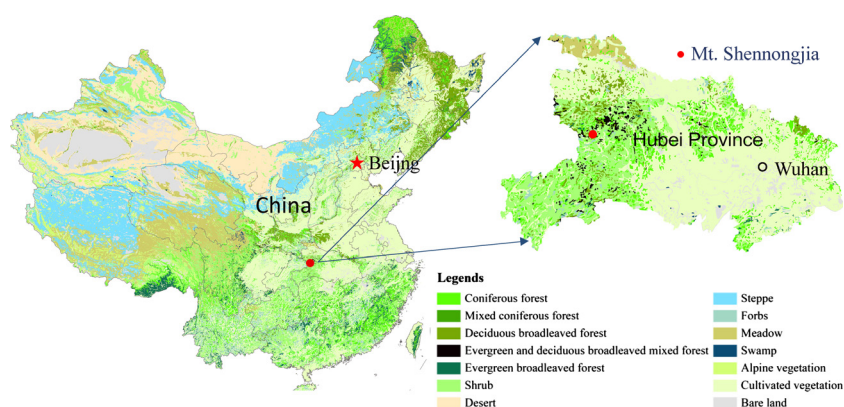 Mt. Shennongjia
Hubei Province
Beijng
Wuhan
China
Legends
Coniferous forest
Mixed coniferous forest
Deciduous broadleaved forest
Evergreen and deciduous broadleaved mixed forest
Evergreen broadleaved forest
Shrub
Desert
Steppe
Forbs
Meadow
Swamp
Alpine vegetation
Cultivated vegetation
Bare land